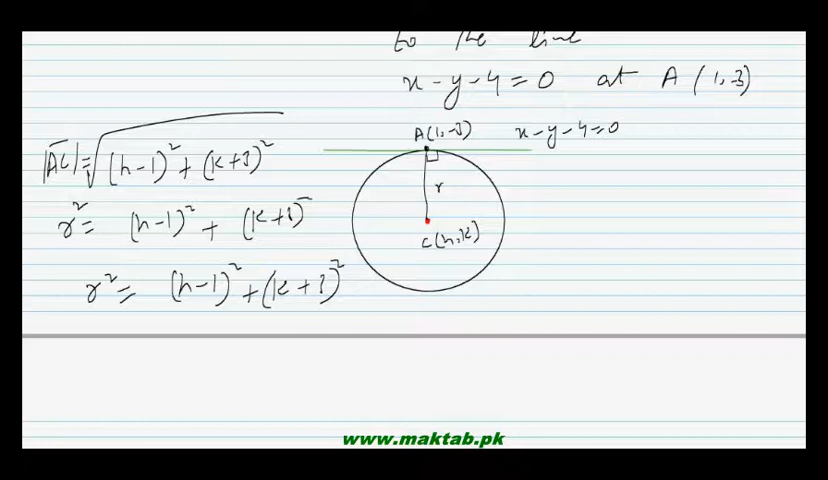 to the line
x - y - 4 = 0 at A (1, -3)
A(1, -3) x - y - 4 = 0
|AC| = √(h-1)² + (k+3)²
r
r² = (h-1)² + (k+3)²
C(h, k)
r² = (h-1)² + (k+3)²
www.maktab.pk